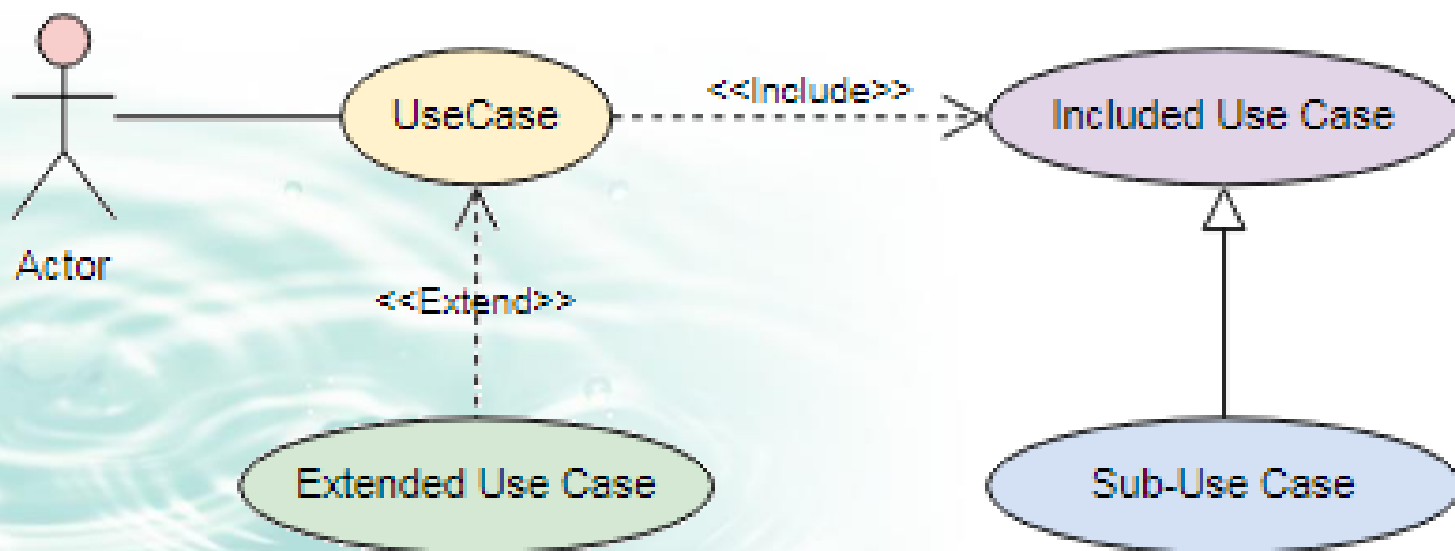 <<Include>>
UseCase
Included Use Case
Actor
<<Extend>>
Extended Use Case
Sub-Use Case